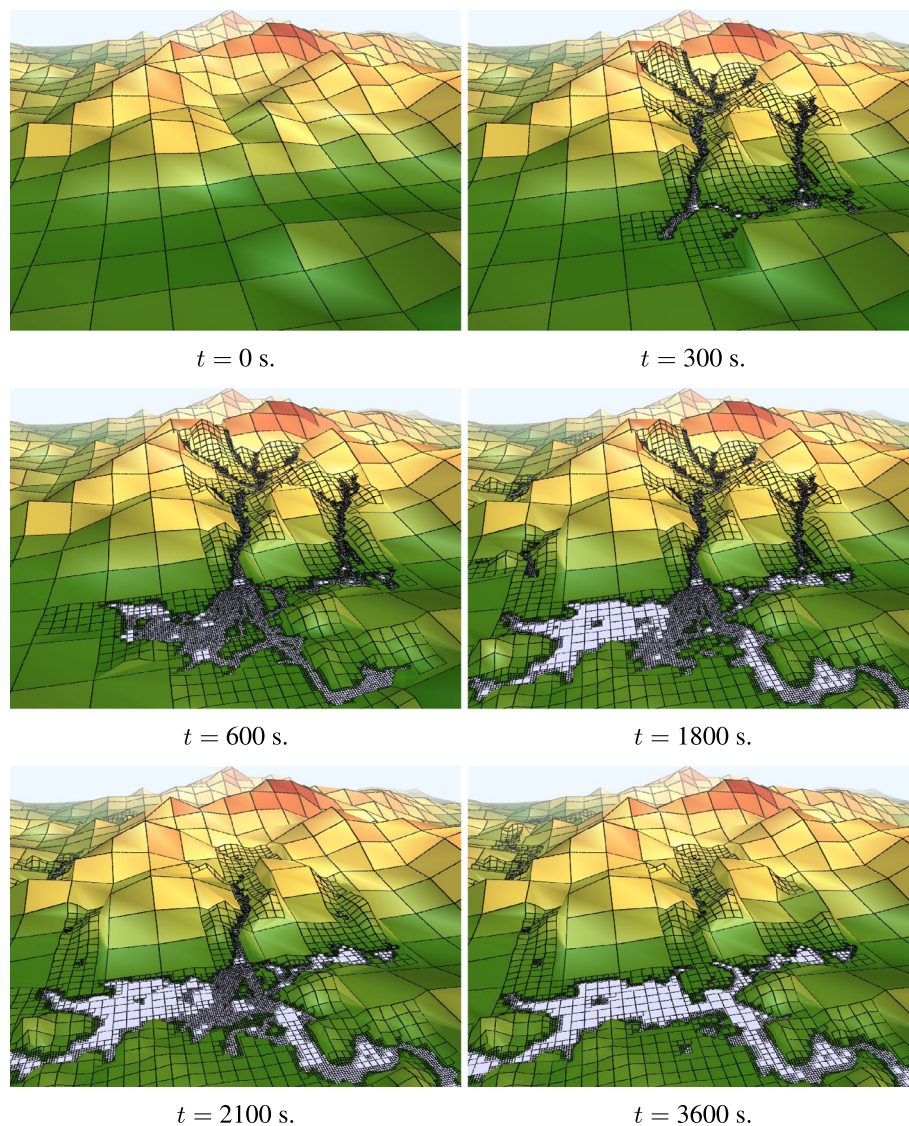 t = 0 s.
t = 300 s.
t = 600 s.
t = 1800 s.
t = 2100 s.
t = 3600 s.